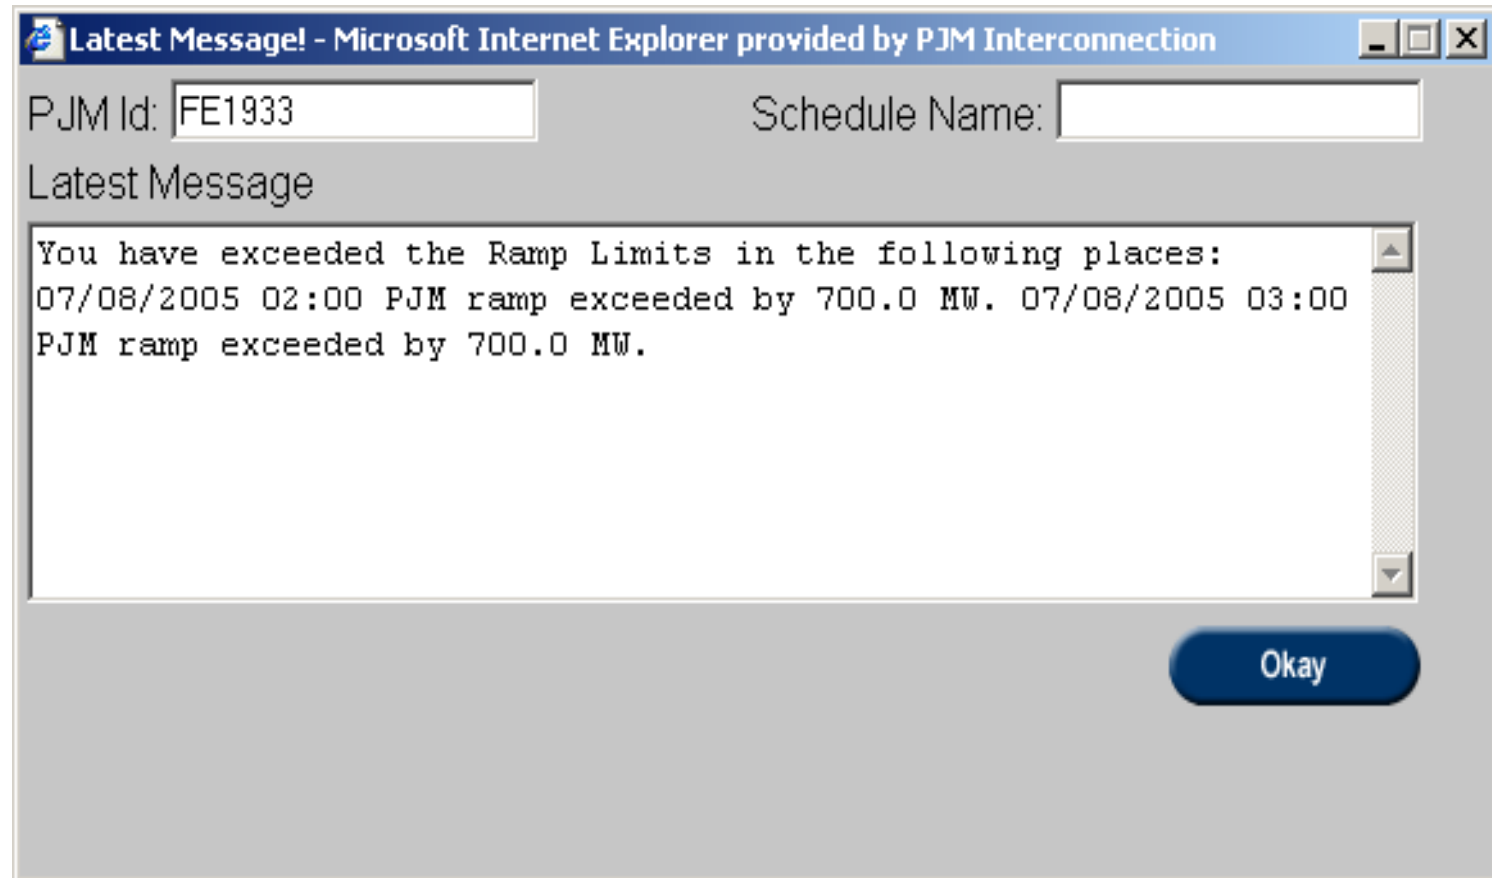 Latest Message! - Microsoft Internet Explorer provided by PJM Interconnection
PJM Id: FE1933 Schedule Name:
Latest Message
You have exceeded the Ramp Limits in the following places:
07/08/2005 02:00 PJM ramp exceeded by 700.0 MW. 07/08/2005 03:00
PJM ramp exceeded by 700.0 MW.
Okay